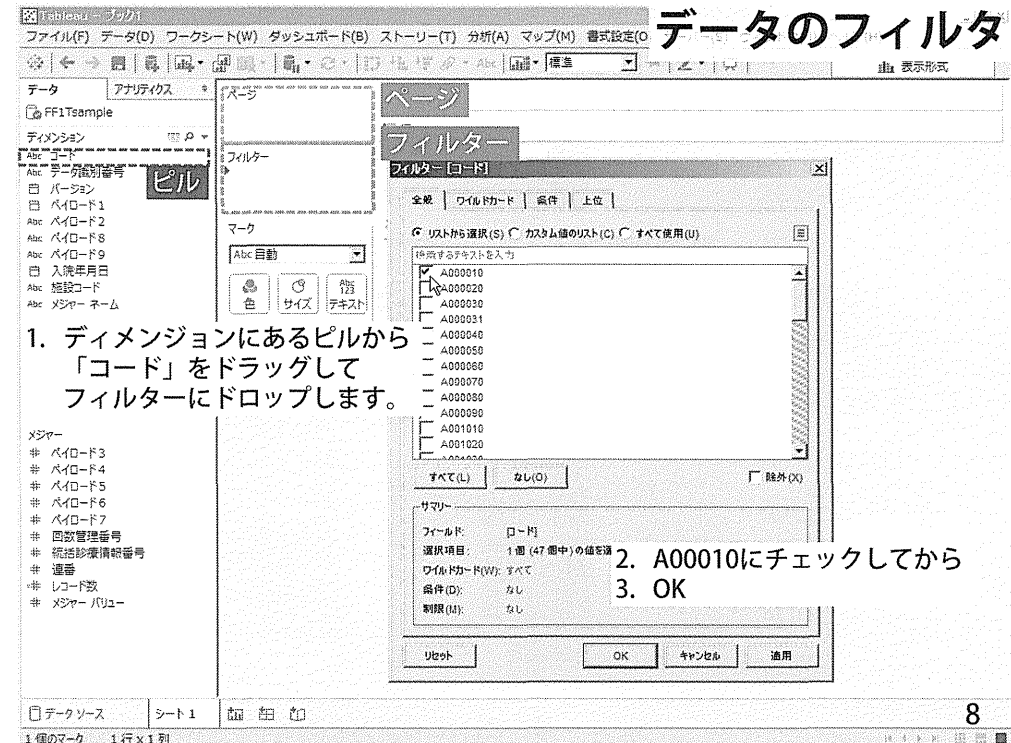 Tableau - ブック1
データのフィルタ
ファイル(F) データ(D) ワークシート(W) ダッシュボード(B) ストーリー(T) 分析(A) マップ(M) 書式設定(O
標準
表示形式
データ アナリティクス
FF1Tsample
ディメンション
Abc コード
Abc データ識別番号
バージョン
ペイロード1
Abc ペイロード2
Abc ペイロード8
Abc ペイロード9
入院年月日
Abc 施設コード
Abc メジャー ネーム
ピル
ページ
フィルター
マーク
Abc 自動
色 サイズ テキスト
ページ
フィルター
1. ディメンジョンにあるピルから
「コード」をドラッグして
フィルターにドロップします。
メジャー
ペイロード3
ペイロード4
ペイロード5
ペイロード6
ペイロード7
回数管理番号
統括診療情報番号
連番
レコード数
メジャー バリュー
フィルター [コード]
全般 ワイルドカード 条件 上位
リストから選択(S) カスタム値のリスト(C) すべて使用(U)
検索するテキストを入力
A000010
A000020
A000030
A000031
A000040
A000050
A000060
A000070
A000080
A000090
A001010
A001020
すべて(L) なし(O) 除外(X)
サマリー
フィールド: [コード]
選択項目: 1個 (47個中)の値を選
ワイルドカード(W): すべて
条件(D): なし
制限(M): なし
2. A00010にチェックしてから
3. OK
リセット OK キャンセル 適用
データソース シート1
8
1個のマーク 1行 x 1列